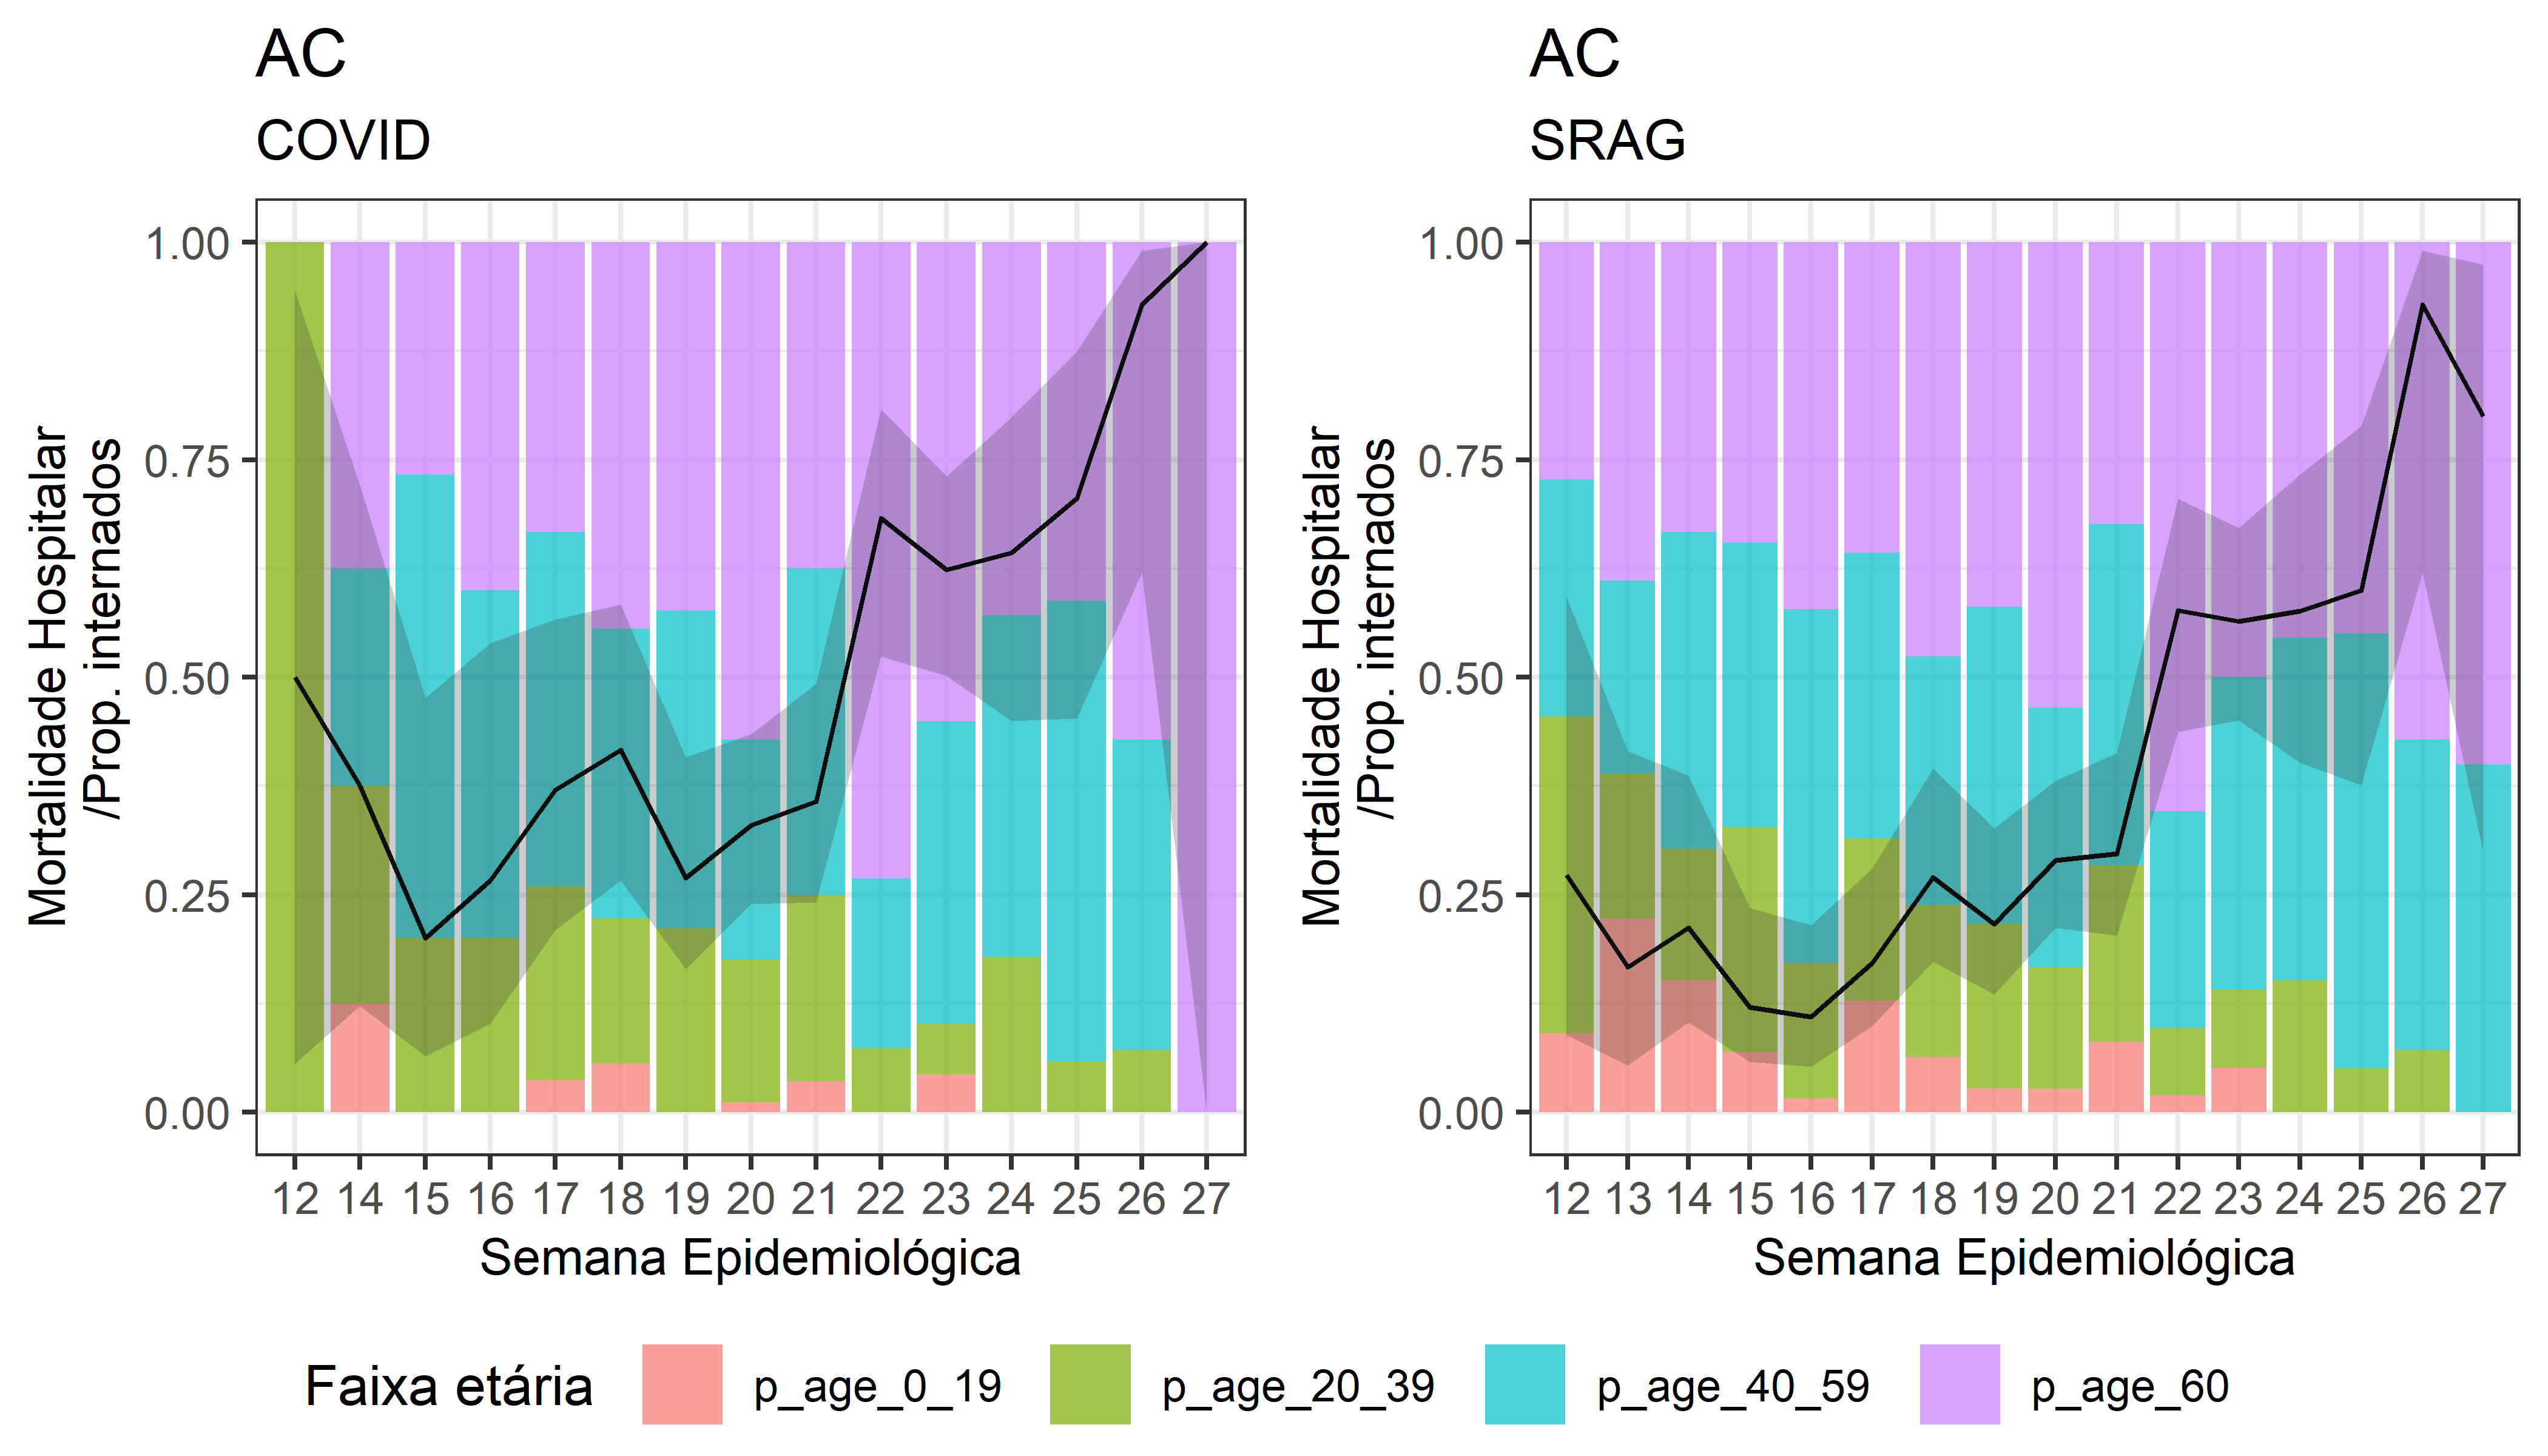 AC
COVID
Mortalidade Hospitalar
/Prop. internados
1.00
0.75
0.50
0.25
0.00
12 14 15 16 17 18 19 20 21 22 23 24 25 26 27
Semana Epidemiológica
AC
SRAG
Mortalidade Hospitalar
/Prop. internados
1.00
0.75
0.50
0.25
0.00
12 13 14 15 16 17 18 19 20 21 22 23 24 25 26 27
Semana Epidemiológica
Faixa etária p_age_0_19 p_age_20_39 p_age_40_59 p_age_60